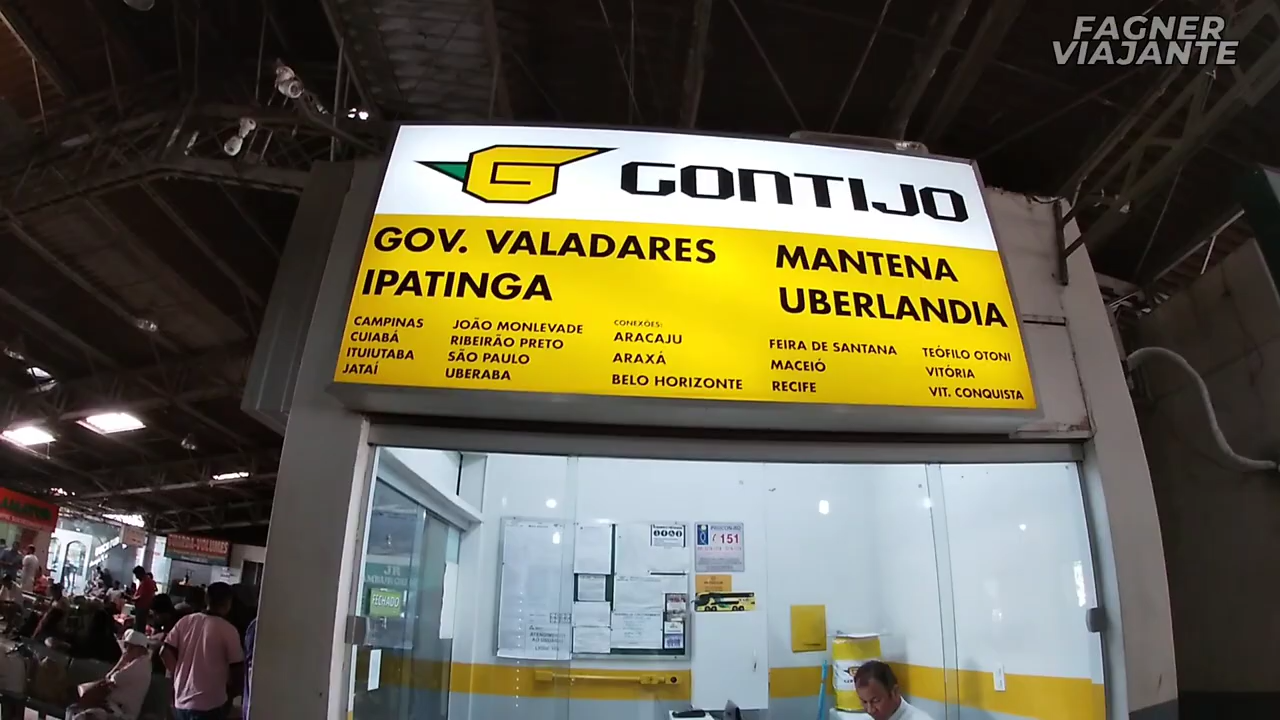 FAGNER
VIAJANTE
G GONTIJO
GOV. VALADARES
IPATINGA
MANTENA
UBERLANDIA
CAMPINAS
CUIABÁ
ITUIUTABA
JATAÍ
JOÃO MONLEVADE
RIBEIRÃO PRETO
SÃO PAULO
UBERABA
CONEXÕES:
ARACAJU
ARAXÁ
BELO HORIZONTE
FEIRA DE SANTANA
MACEIÓ
RECIFE
TEÓFILO OTONI
VITÓRIA
VIT. CONQUISTA
151
FECHADO